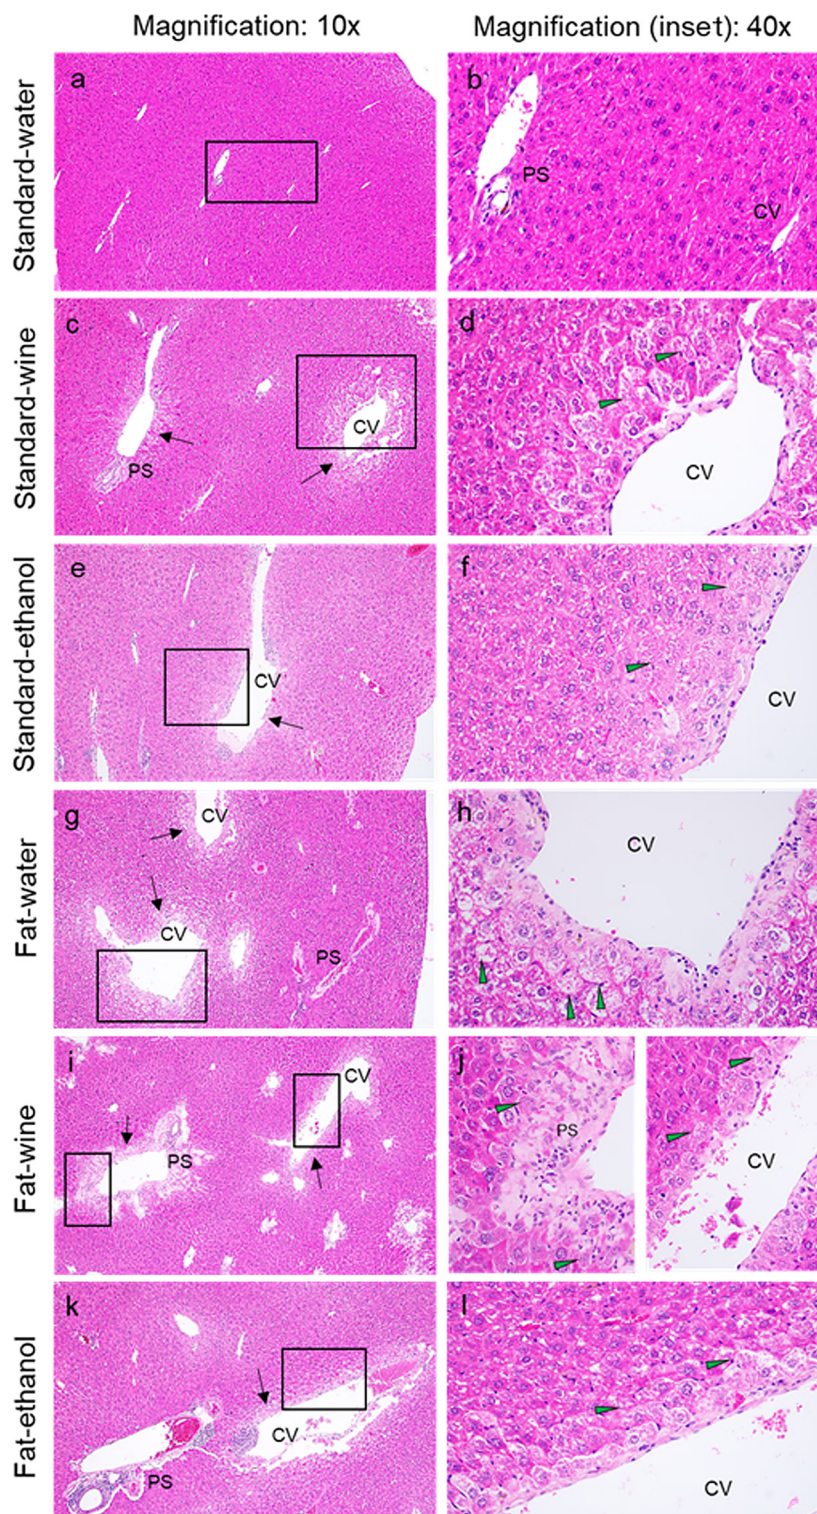 Magnification: 10x
Magnification (inset): 40x
Standard-water
a
b
PS
CV
Standard-wine
c
PS
CV
d
CV
Standard-ethanol
e
CV
f
CV
Fat-water
g
CV
CV
PS
h
CV
Fat-wine
i
CV
PS
j
PS
CV
Fat-ethanol
k
CV
PS
l
CV